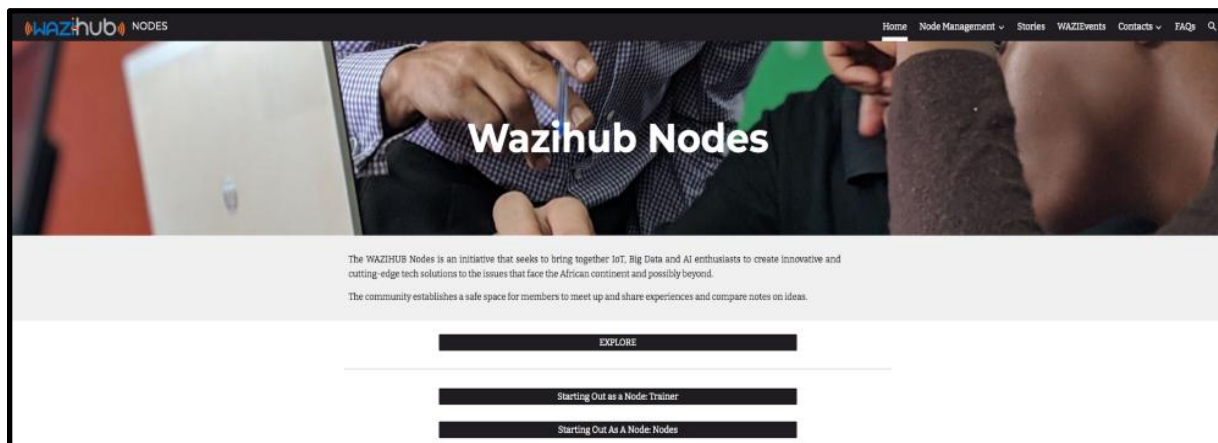 WAZIHUB NODES
Home Node Management Stories WAZIEvents Contacts FAQs
Wazihub Nodes
The WAZIHUB Nodes is an initiative that seeks to bring together IoT, Big Data and AI enthusiasts to create innovative and
cutting-edge tech solutions to the issues that face the African continent and possibly beyond.
The community establishes a safe space for members to meet up and share experiences and compare notes on ideas.
EXPLORE
Starting Out as a Node: Trainer
Starting Out As A Node: Nodes